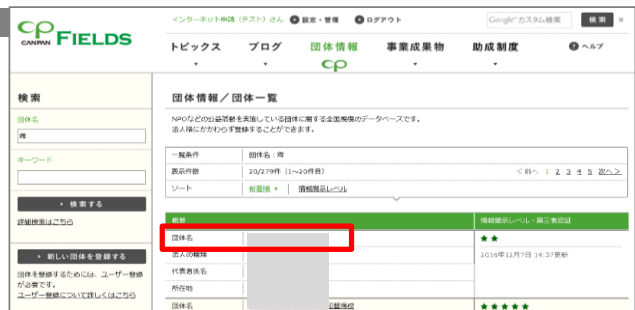 インターネット申請（テスト）さん 設定・管理 ログアウト Google カスタム検索 検索 ×
CANPAN FIELDS
トピックス ブログ 団体情報 事業成果物 助成制度 ヘルプ
検索
団体名
海
キーワード
検索する
詳細検索はこちら
新しい団体を登録する
団体を登録するためには、ユーザー登録
が必要です。
ユーザー登録について詳しくはこちら
団体情報／団体一覧
NPOなどの公益活動を実施している団体に関する全国規模のデータベースです。
法人格にかかわらず登録することができます。
一覧条件 団体名：海
表示件数 20/279件（1～20件目） ＜前へ 1 2 3 4 5 次へ＞
ソート 新着順 情報開示レベル
概要 情報開示レベル・第三者認証
団体名 ★★
法人の種類 2016年12月7日 14:37更新
代表者氏名
所在地
団体名 ★★★★★